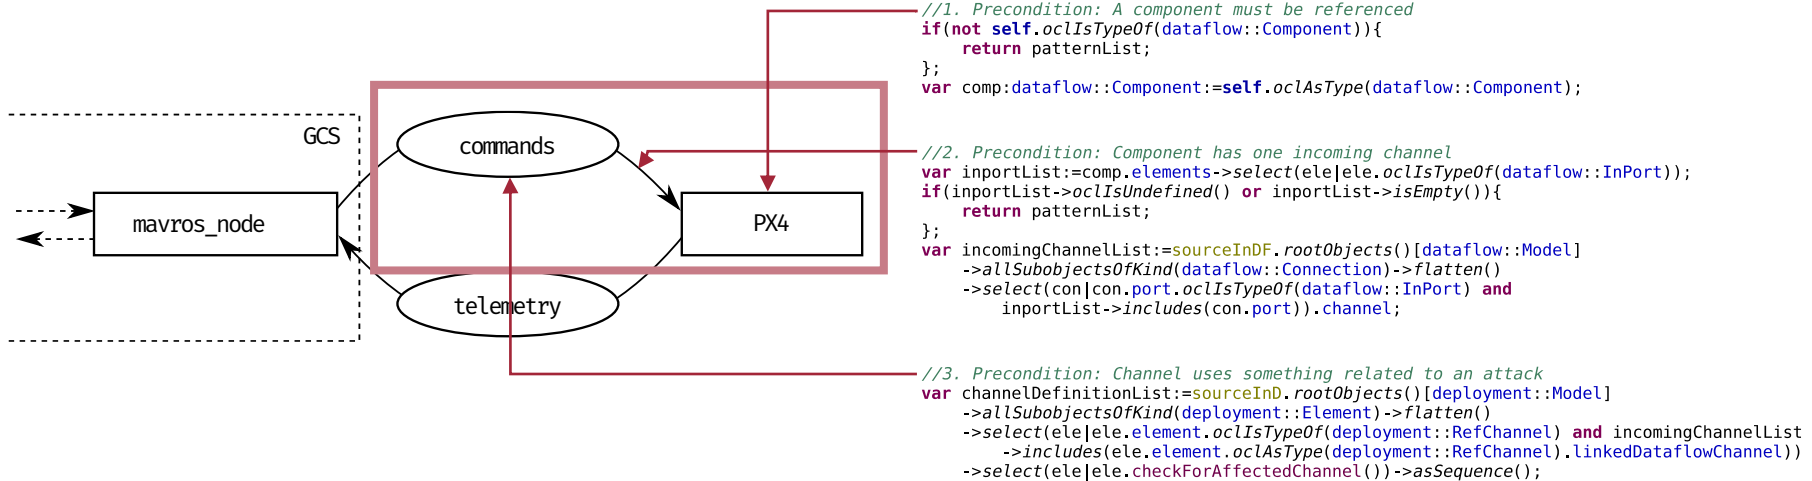 GCS
commands
mavros_node
PX4
telemetry
//1. Precondition: A component must be referenced
if(not self.oclIsTypeOf(dataflow::Component)){
    return patternList;
};
var comp:dataflow::Component:=self.oclAsType(dataflow::Component);
//2. Precondition: Component has one incoming channel
var inportList:=comp.elements->select(ele|ele.oclIsTypeOf(dataflow::InPort));
if(inportList->oclIsUndefined() or inportList->isEmpty()){
    return patternList;
};
var incomingChannelList:=sourceInDF.rootObjects()[dataflow::Model]
    ->allSubobjectsOfKind(dataflow::Connection)->flatten()
    ->select(con|con.port.oclIsTypeOf(dataflow::InPort) and
        inportList->includes(con.port)).channel;
//3. Precondition: Channel uses something related to an attack
var channelDefinitionList:=sourceInD.rootObjects()[deployment::Model]
    ->allSubobjectsOfKind(deployment::Element)->flatten()
    ->select(ele|ele.element.oclIsTypeOf(deployment::RefChannel) and incomingChannelList
        ->includes(ele.element.oclAsType(deployment::RefChannel).linkedDataflowChannel))
    ->select(ele|ele.checkForAffectedChannel())->asSequence();